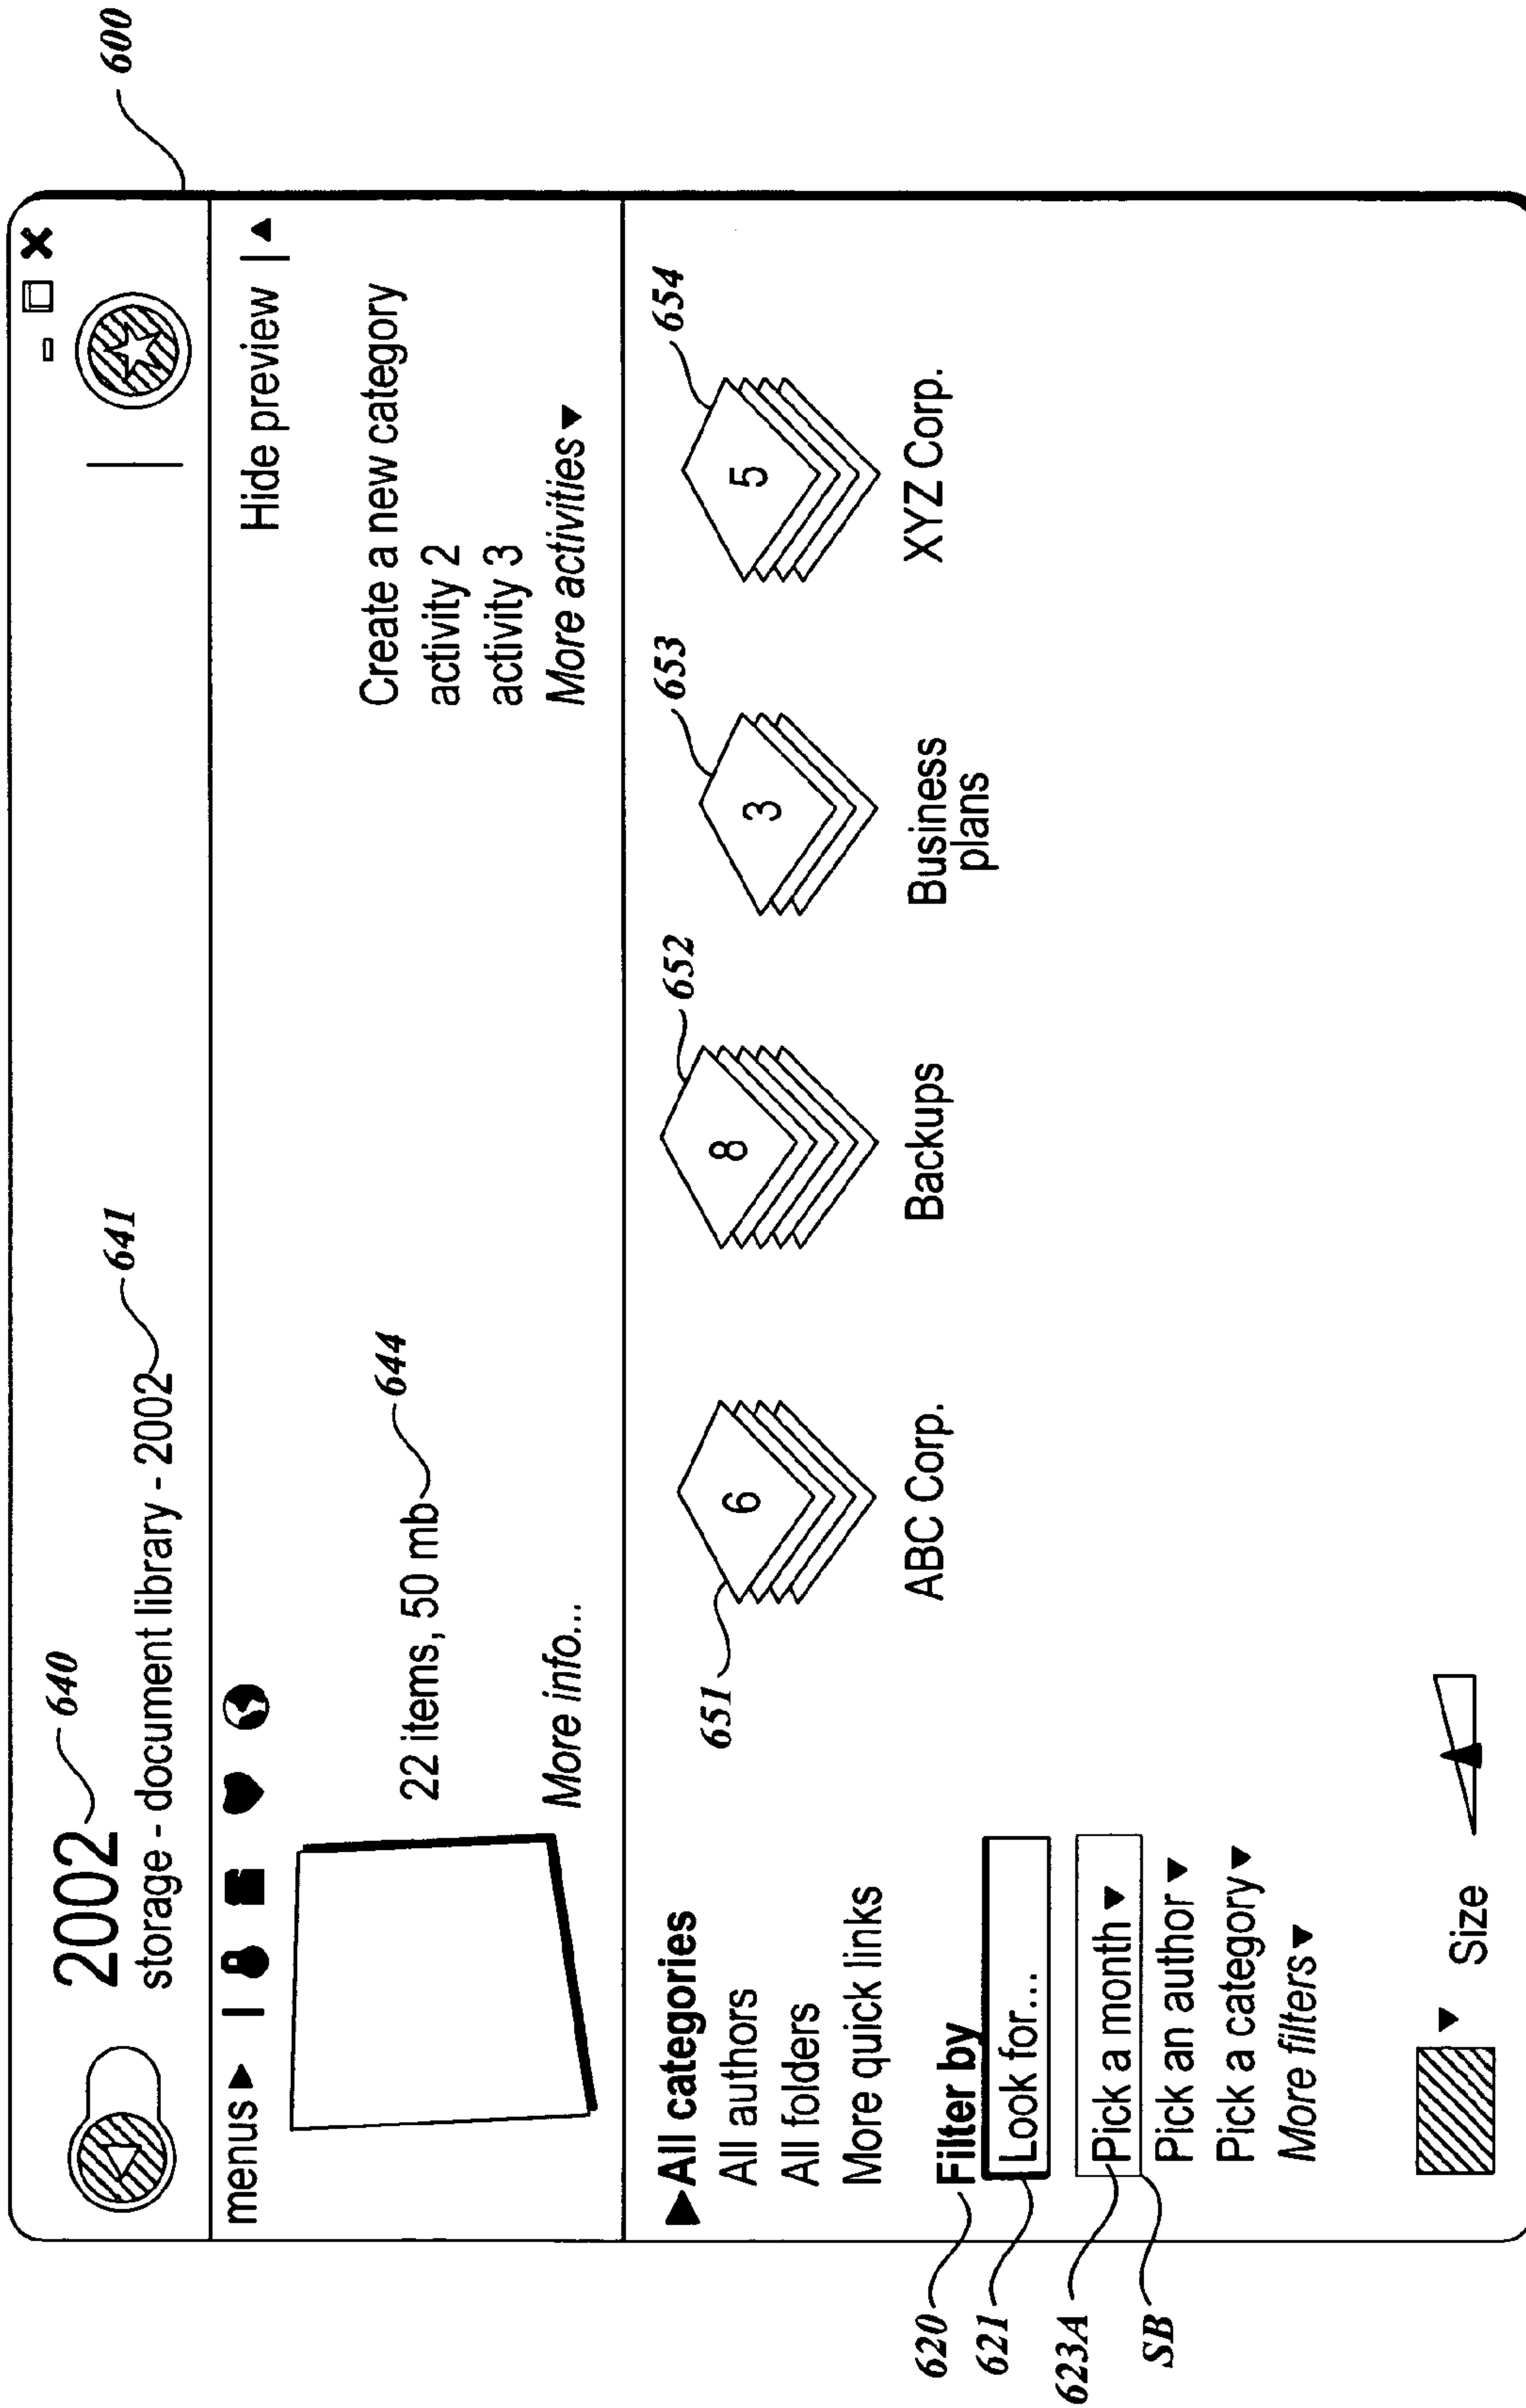 600
2002
640
storage - document library - 2002
641
menus
Hide preview
22 items, 50 mb
644
More info...
Create a new category
activity 2
activity 3
More activities
All categories
All authors
All folders
More quick links
620
Filter by
621
Look for...
623A
Pick a month
SB
Pick an author
Pick a category
More filters
Size
651
6
ABC Corp.
652
8
Backups
653
3
Business
plans
654
5
XYZ Corp.